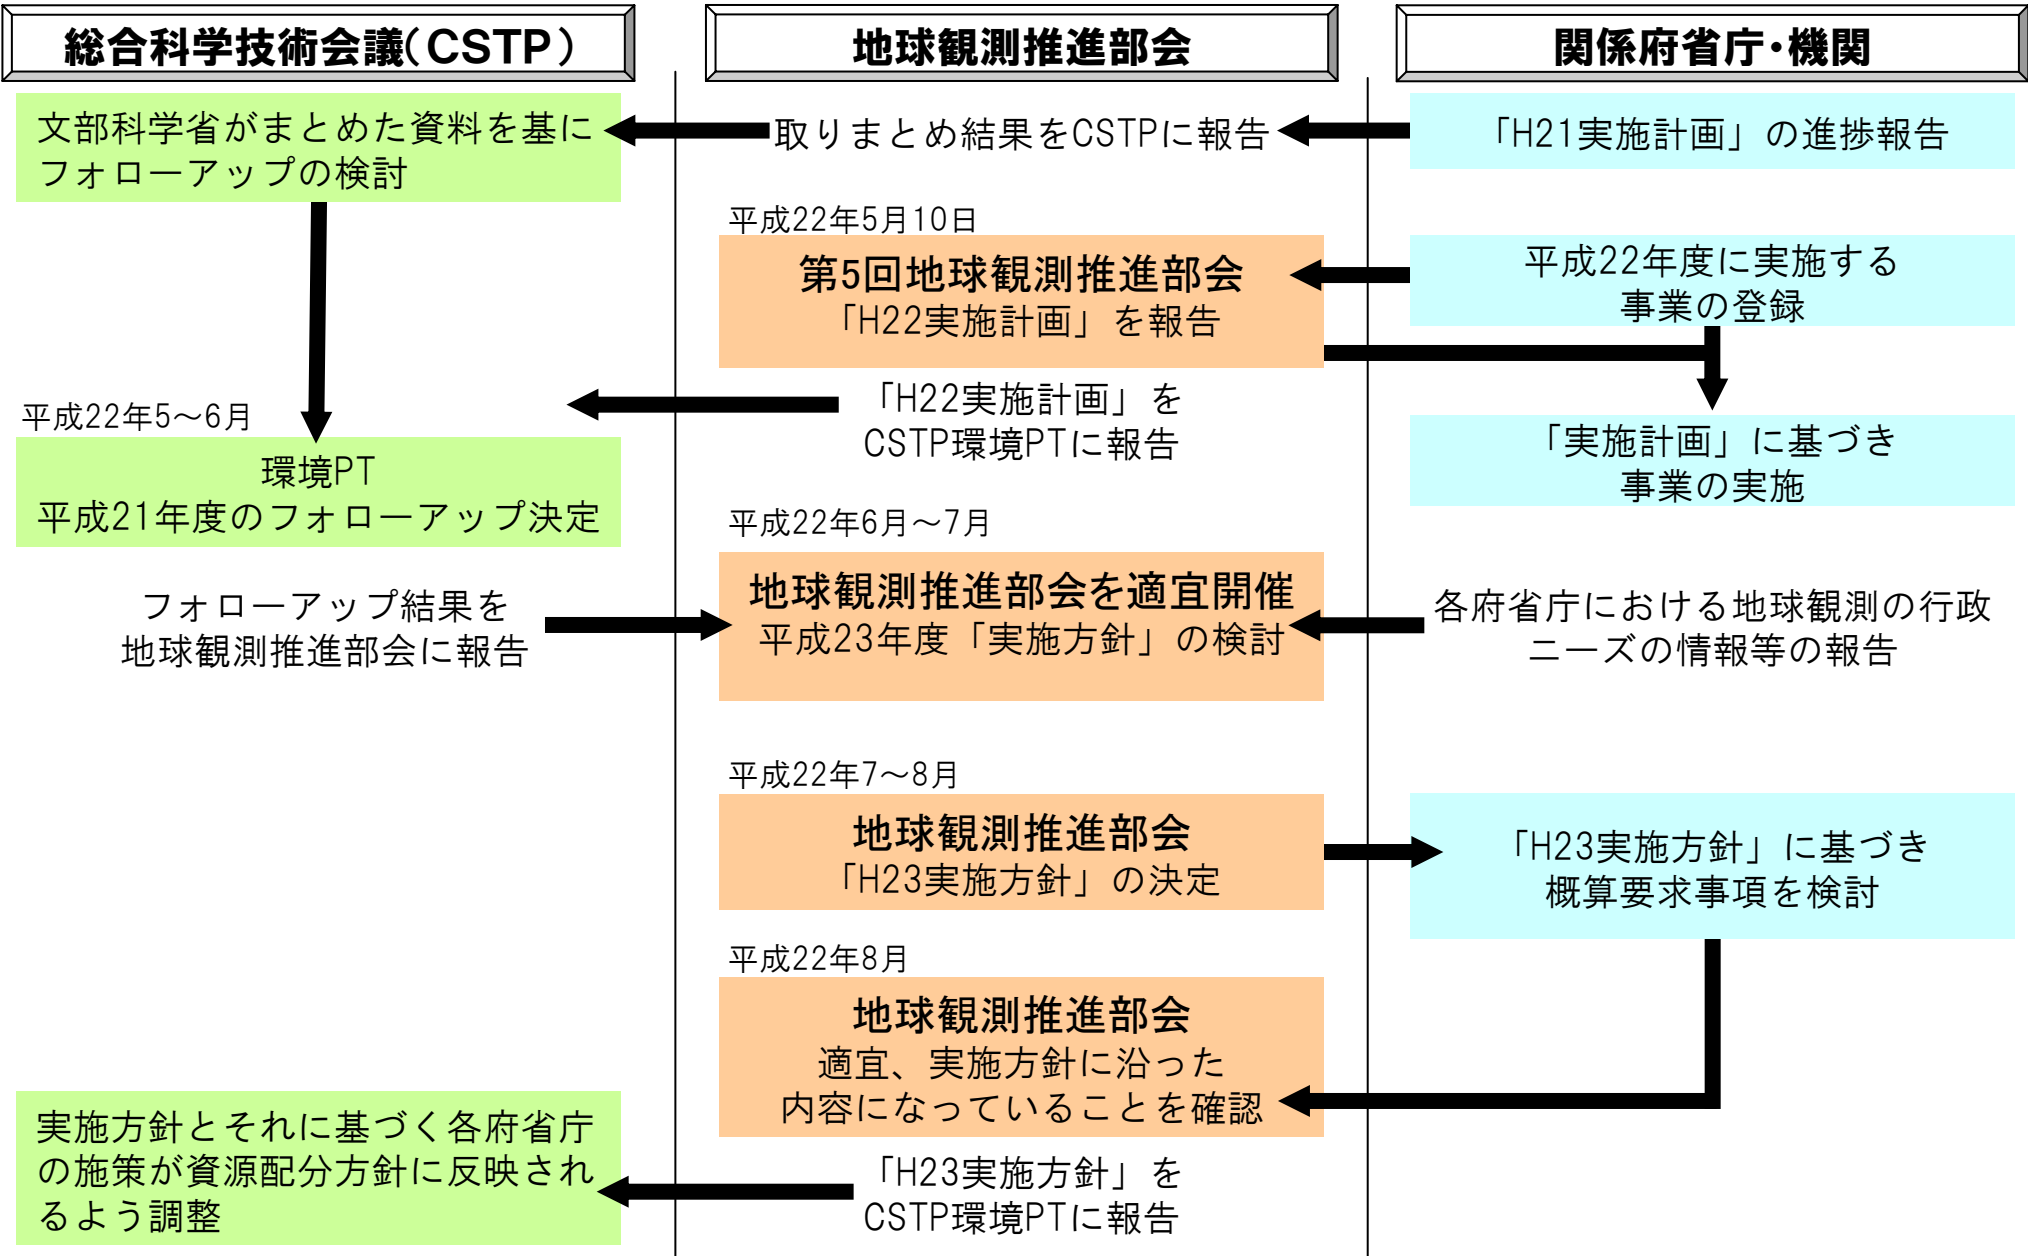 総合科学技術会議(CSTP)
地球観測推進部会
関係府省庁・機関
文部科学省がまとめた資料を基に
フォローアップの検討
取りまとめ結果をCSTPに報告
「H21実施計画」の進捗報告
平成22年5月10日
第5回地球観測推進部会
「H22実施計画」を報告
平成22年度に実施する
事業の登録
「H22実施計画」を
CSTP環境PTに報告
「実施計画」に基づき
事業の実施
平成22年5～6月
環境PT
平成21年度のフォローアップ決定
平成22年6月～7月
地球観測推進部会を適宜開催
平成23年度「実施方針」の検討
フォローアップ結果を
地球観測推進部会に報告
各府省庁における地球観測の行政
ニーズの情報等の報告
平成22年7～8月
地球観測推進部会
「H23実施方針」の決定
「H23実施方針」に基づき
概算要求事項を検討
平成22年8月
地球観測推進部会
適宜、実施方針に沿った
内容になっていることを確認
実施方針とそれに基づく各府省庁
の施策が資源配分方針に反映され
るよう調整
「H23実施方針」を
CSTP環境PTに報告